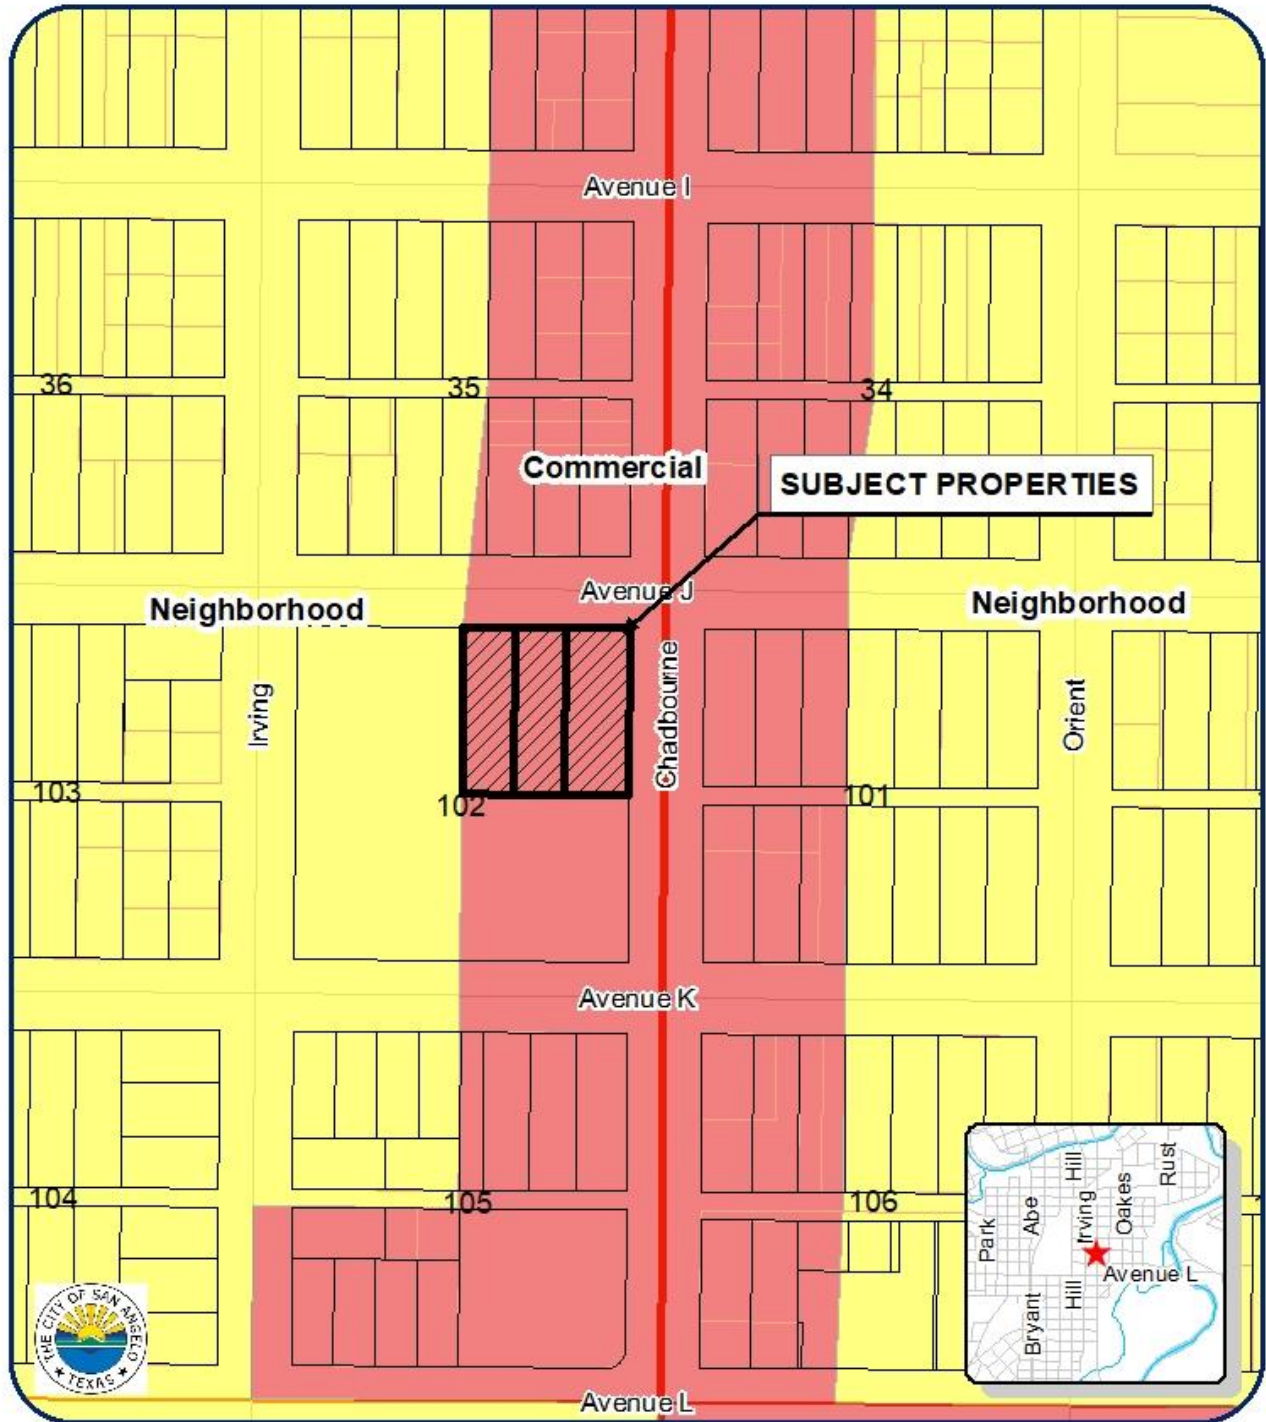 Avenue I
36
35
34
Commercial
SUBJECT PROPERTIES
Avenue J
Neighborhood
Neighborhood
Irving
Chadbourne
Orient
103
102
101
Avenue K
104
105
106
Park
Abe
Hill
Irving
Oakes
Rust
Avenue L
Bryant
Hill
THE CITY OF SAN ANGELO
TEXAS
Avenue L